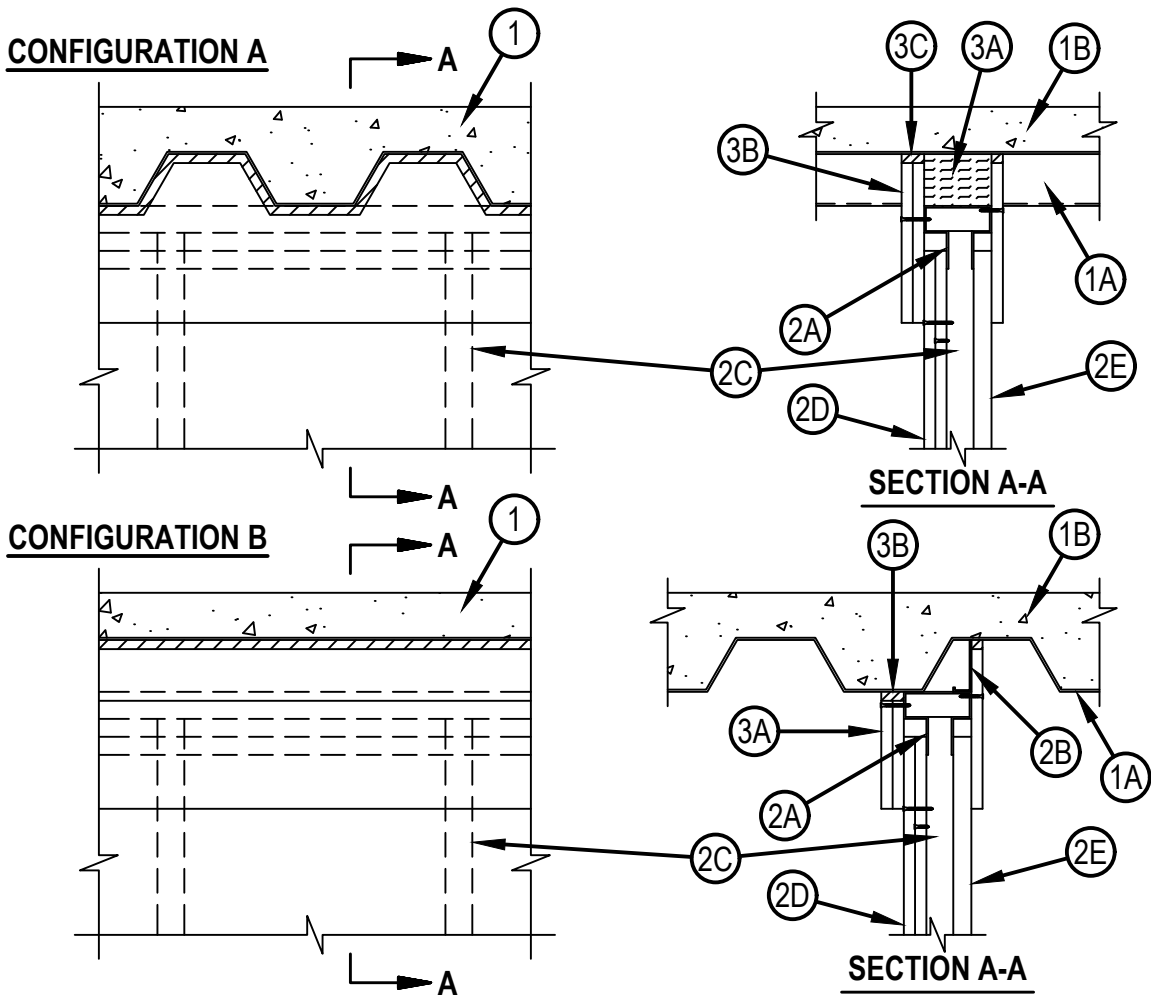 CONFIGURATION A
1
A
3C
3A
1B
3B
1A
2A
2C
2E
2D
A
SECTION A-A
CONFIGURATION B
1
A
3B
1B
3A
2B
1A
2A
2C
2E
2D
A
SECTION A-A